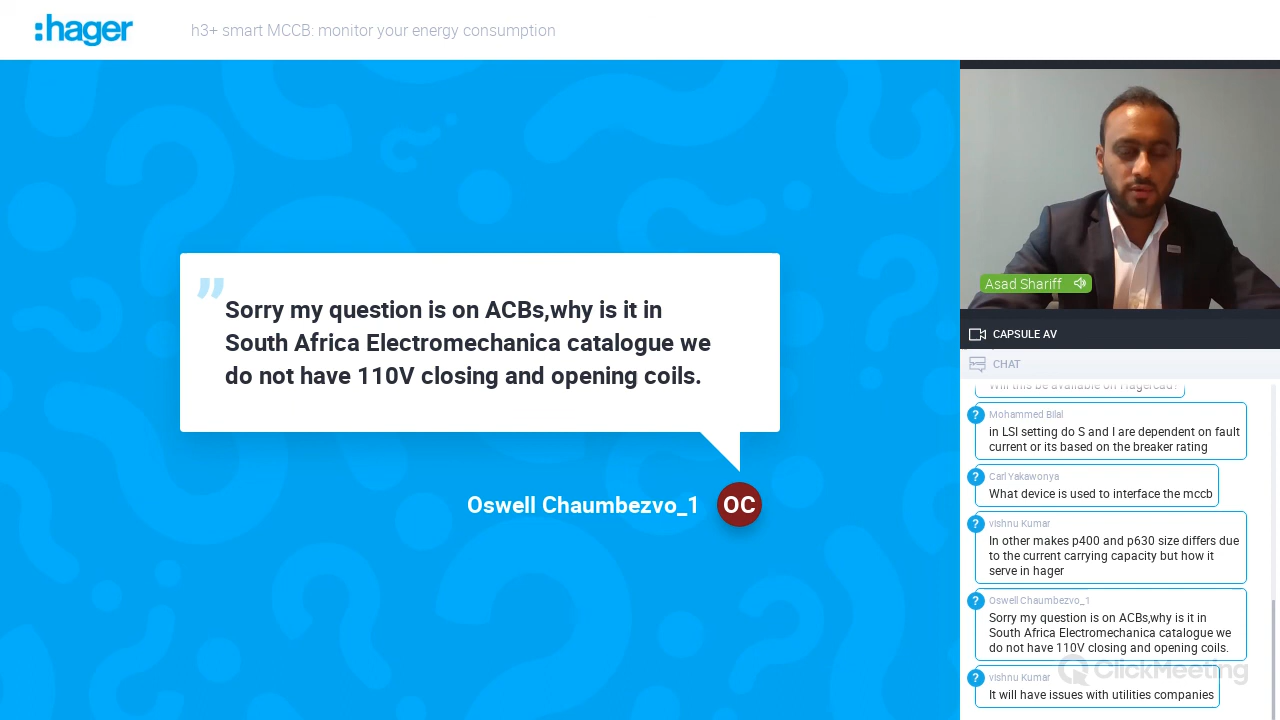 :hager
h3+ smart MCCB: monitor your energy consumption
"
Sorry my question is on ACBs,why is it in
South Africa Electromechanica catalogue we
do not have 110V closing and opening coils.
Oswell Chaumbezvo_1
OC
Asad Shariff
CAPSULE AV
CHAT
Will this be available on Hagercad?
?
Mohammed Bilal
in LSI setting do S and I are dependent on fault
current or its based on the breaker rating
?
Carl Yakawonya
What device is used to interface the mccb
?
vishnu Kumar
In other makes p400 and p630 size differs due
to the current carrying capacity but how it
serve in hager
?
Oswell Chaumbezvo_1
Sorry my question is on ACBs,why is it in
South Africa Electromechanica catalogue we
do not have 110V closing and opening coils.
?
vishnu Kumar
It will have issues with utilities companies
ClickMeeting